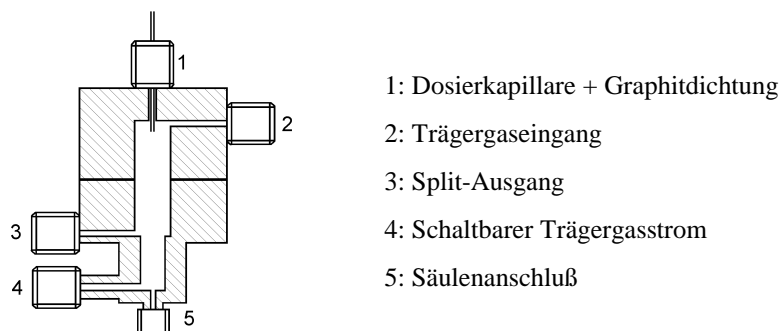 1
2
3
4
5
1: Dosierkapillare + Graphitdichtung
2: Trägergaseingang
3: Split-Ausgang
4: Schaltbarer Trägergasstrom
5: Säulenanschluß